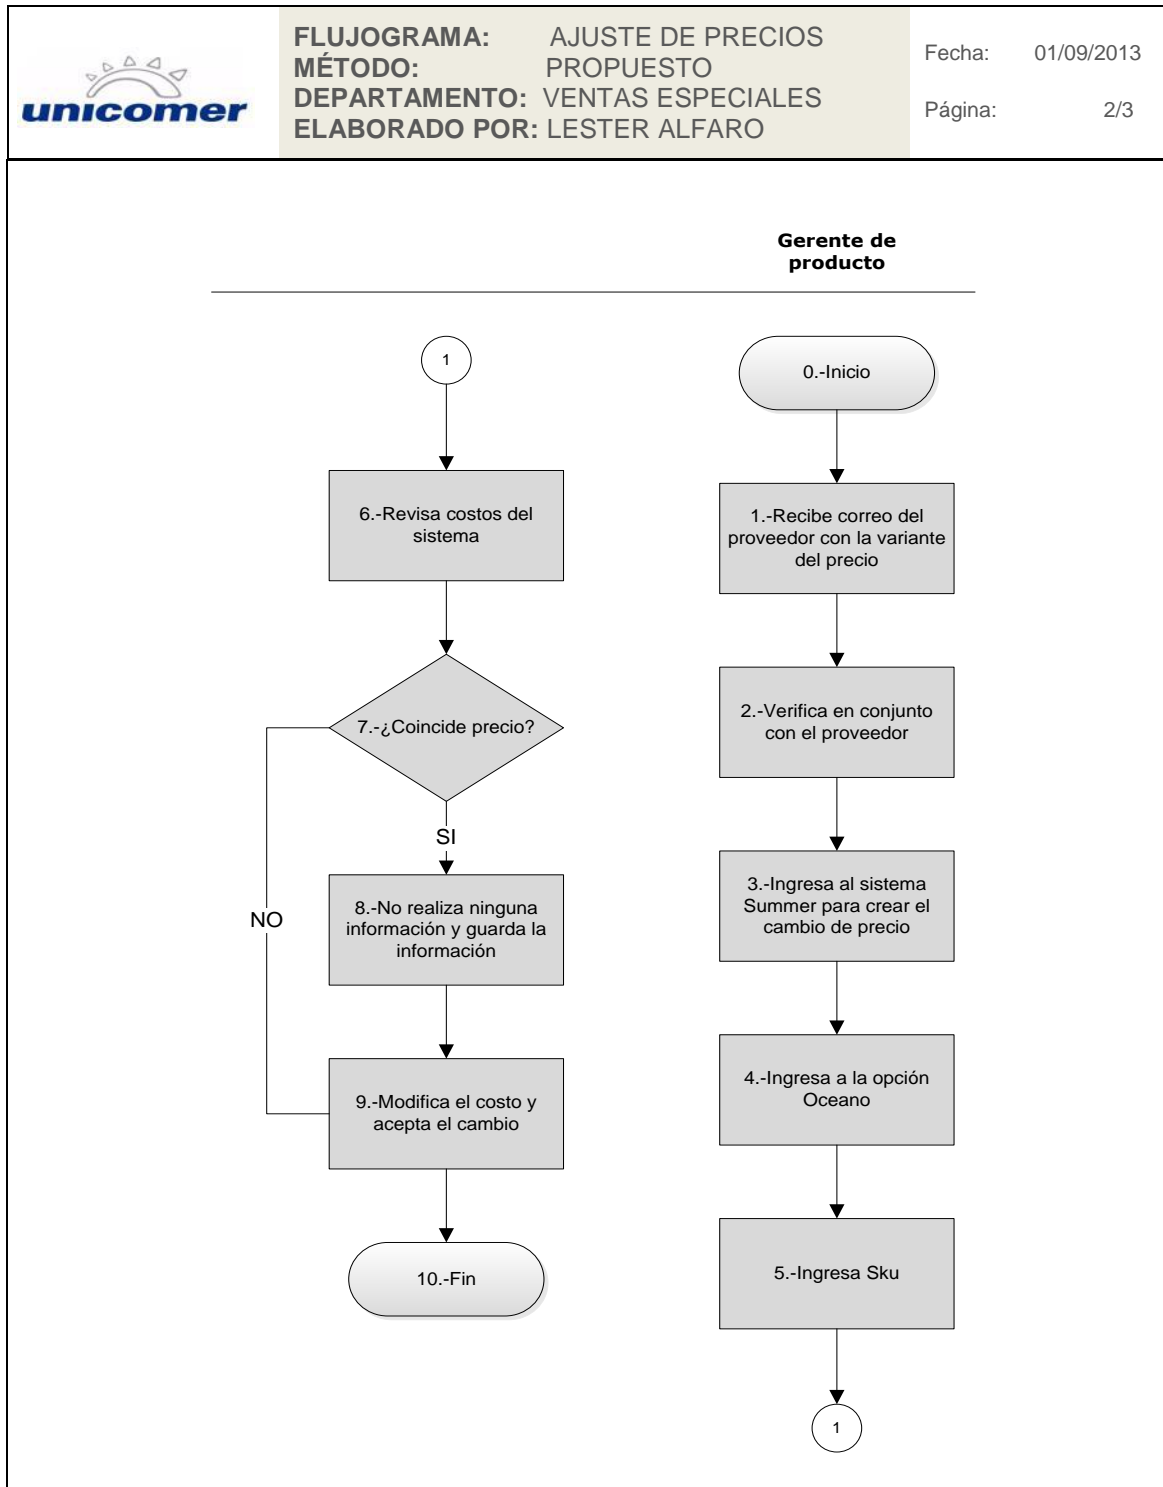 unicomer
FLUJOGRAMA: AJUSTE DE PRECIOS
MÉTODO: PROPUESTO
DEPARTAMENTO: VENTAS ESPECIALES
ELABORADO POR: LESTER ALFARO
Fecha: 01/09/2013
Página: 2/3
Gerente de
producto
0.-Inicio
1.-Recibe correo del
proveedor con la variante
del precio
2.-Verifica en conjunto
con el proveedor
3.-Ingresa al sistema
Summer para crear el
cambio de precio
4.-Ingresa a la opción
Oceano
5.-Ingresa Sku
1
1
6.-Revisa costos del
sistema
7.-¿Coincide precio?
SI
NO
8.-No realiza ninguna
información y guarda la
información
9.-Modifica el costo y
acepta el cambio
10.-Fin